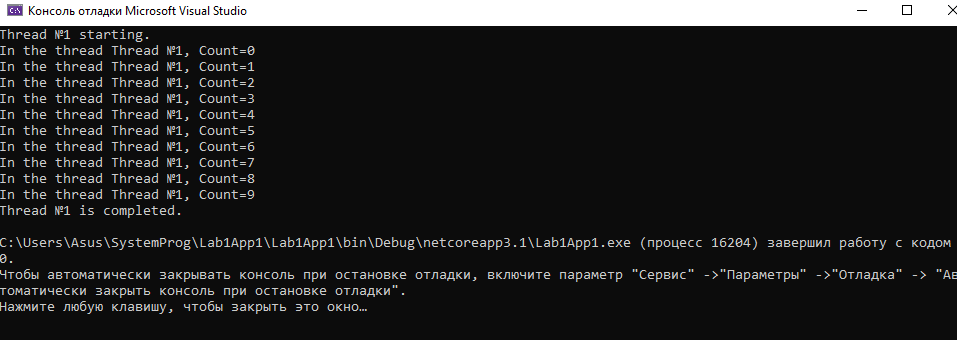 Консоль отладки Microsoft Visual Studio
Thread №1 starting.
In the thread Thread №1, Count=0
In the thread Thread №1, Count=1
In the thread Thread №1, Count=2
In the thread Thread №1, Count=3
In the thread Thread №1, Count=4
In the thread Thread №1, Count=5
In the thread Thread №1, Count=6
In the thread Thread №1, Count=7
In the thread Thread №1, Count=8
In the thread Thread №1, Count=9
Thread №1 is completed.
C:\Users\Asus\SystemProg\Lab1App1\Lab1App1\bin\Debug\netcoreapp3.1\Lab1App1.exe (процесс 16204) завершил работу с кодом
0.
Чтобы автоматически закрывать консоль при остановке отладки, включите параметр "Сервис" ->"Параметры" ->"Отладка" -> "Ав
томатически закрыть консоль при остановке отладки".
Нажмите любую клавишу, чтобы закрыть это окно…